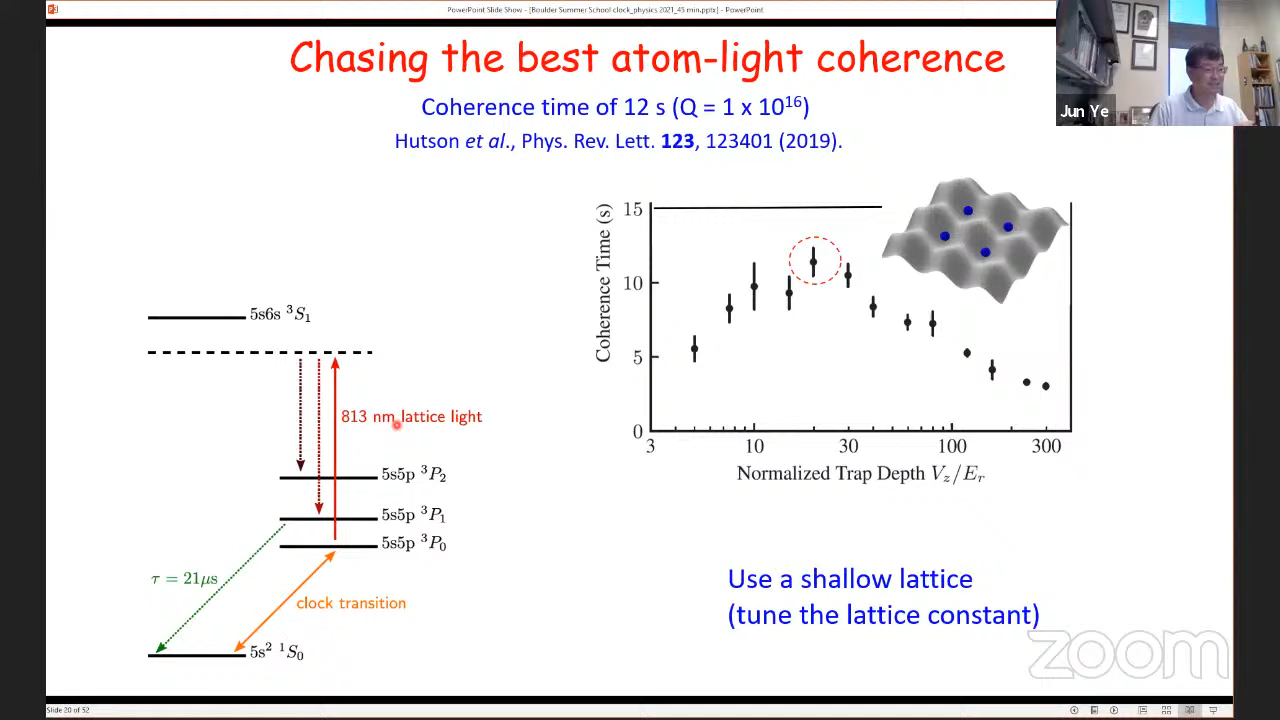 PowerPoint Slide Show - [Boulder Summer School-clock_physics 2021_45 min.pptx] - PowerPoint
Chasing the best atom-light coherence
Coherence time of 12 s (Q = 1 x 10¹⁶)
Hutson et al., Phys. Rev. Lett. 123, 123401 (2019).
Jun Ye
5s6s ³S₁
813 nm lattice light
5s5p ³P₂
5s5p ³P₁
5s5p ³P₀
τ = 21μs
clock transition
5s² ¹S₀
Coherence Time (s)
15
10
5
0
3
10
30
100
300
Normalized Trap Depth V_z/E_r
Use a shallow lattice
(tune the lattice constant)
zoom
Slide 20 of 52